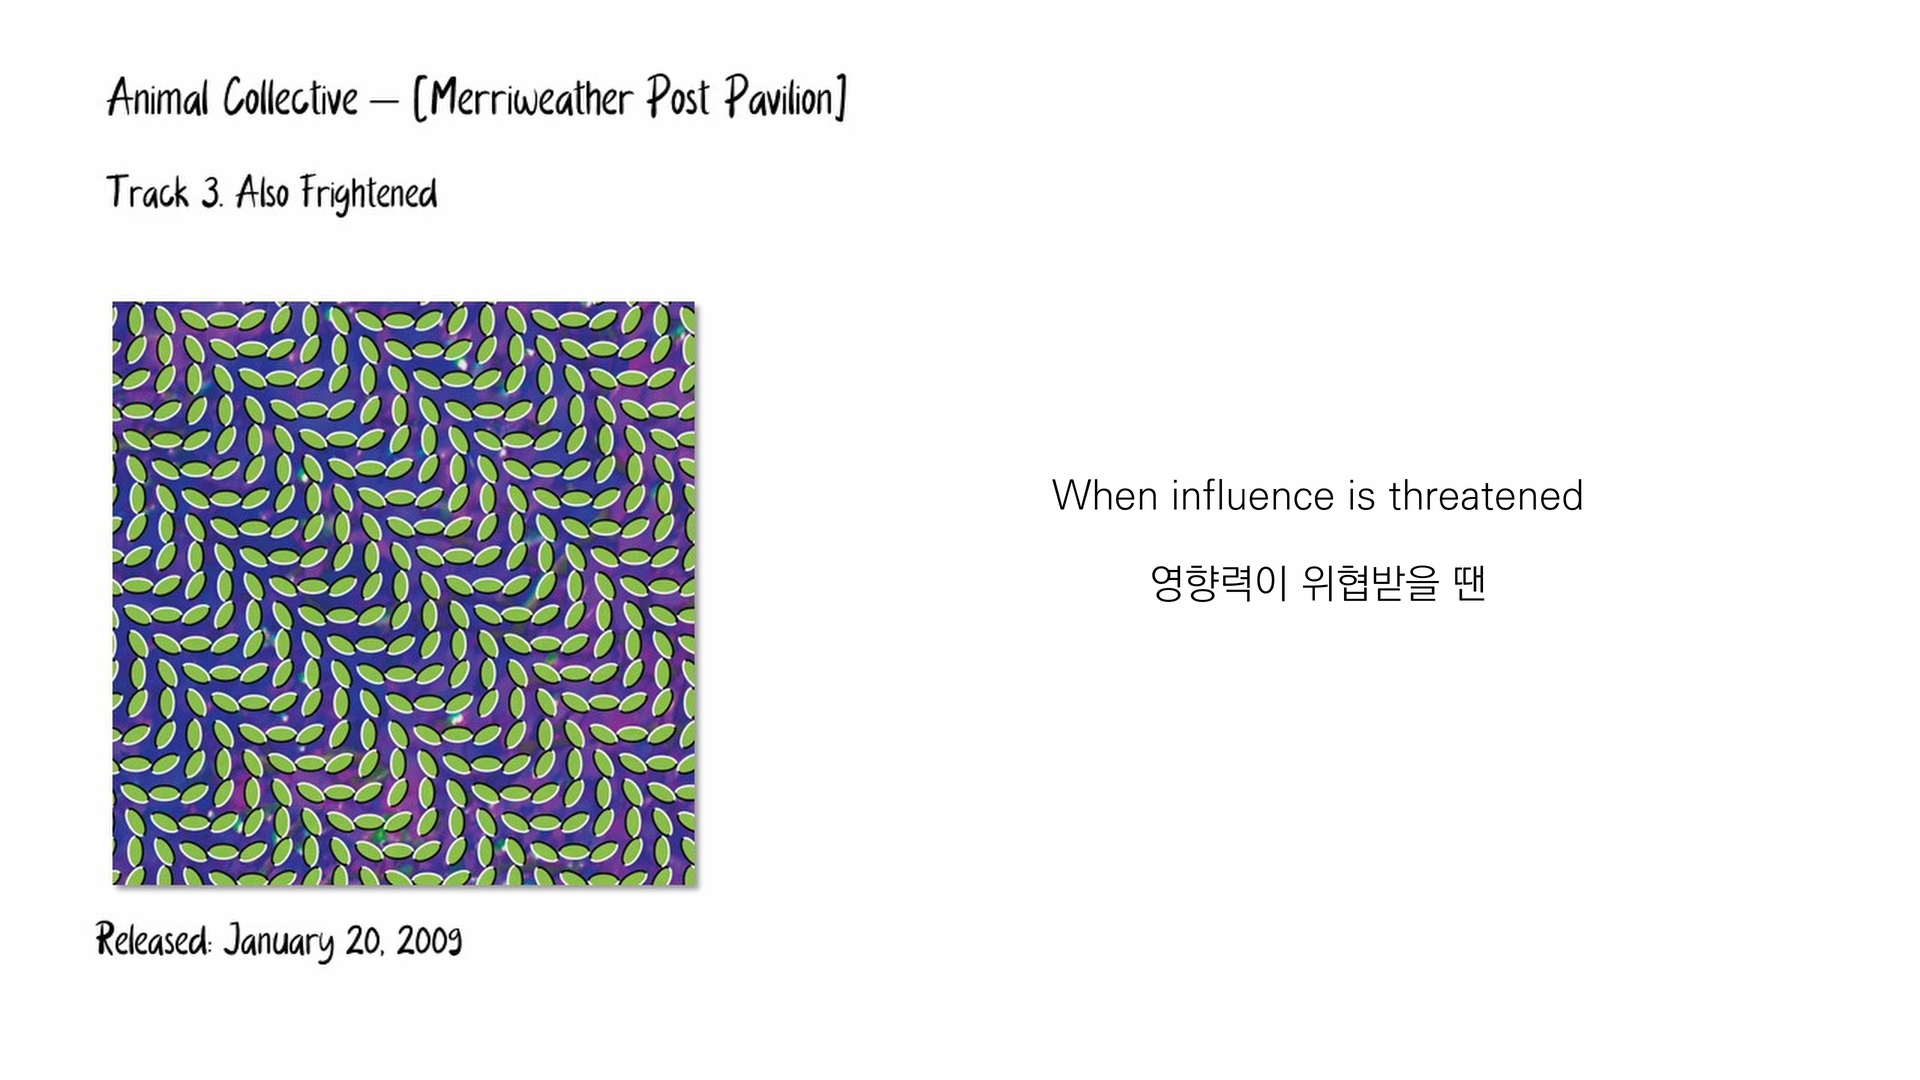 Animal Collective – [Merriweather Post Pavilion]
Track 3. Also Frightened
When influence is threatened
영향력이 위협받을 땐
Released: January 20, 2009